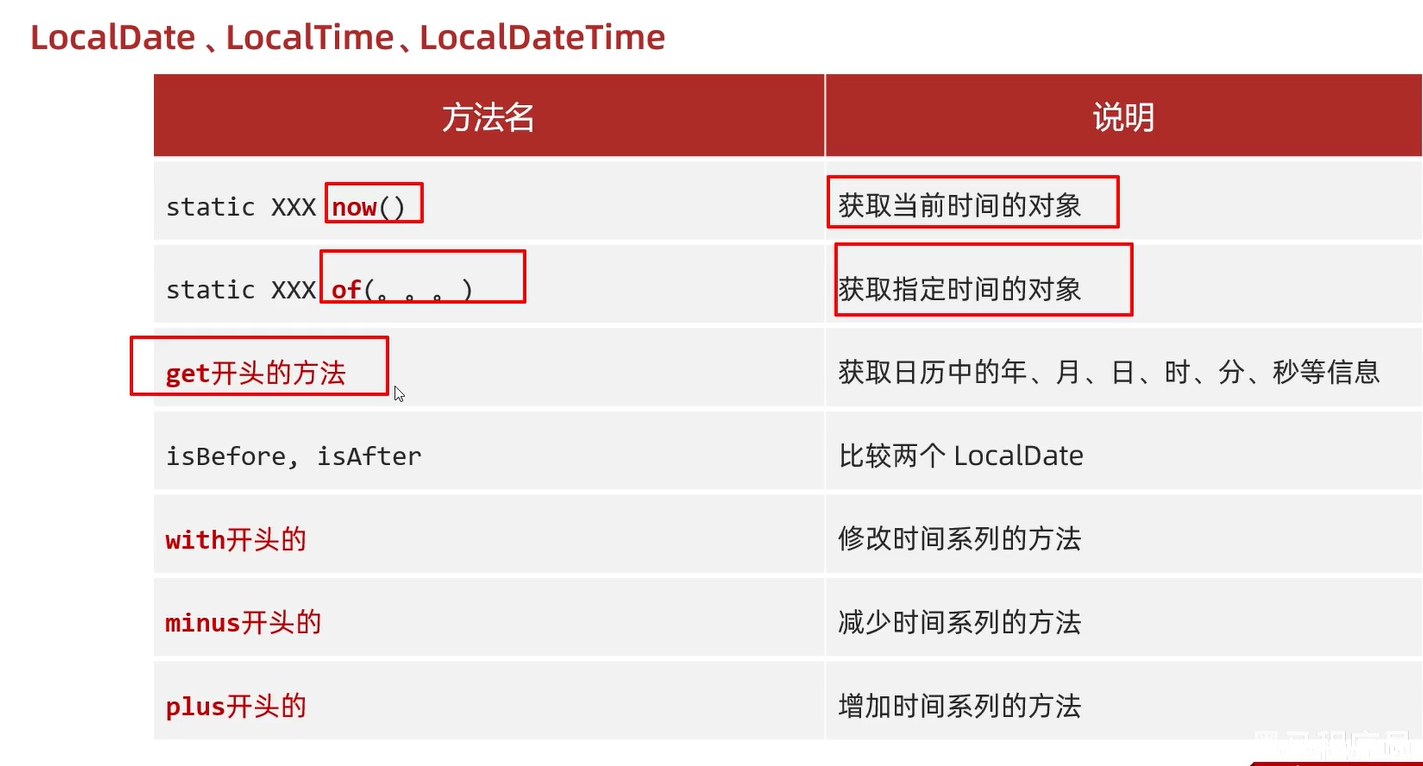 LocalDate 、LocalTime、LocalDateTime
方法名 说明
static XXX now() 获取当前时间的对象
static XXX of(。。。) 获取指定时间的对象
get开头的方法 获取日历中的年、月、日、时、分、秒等信息
isBefore, isAfter 比较两个 LocalDate
with开头的 修改时间系列的方法
minus开头的 减少时间系列的方法
plus开头的 增加时间系列的方法